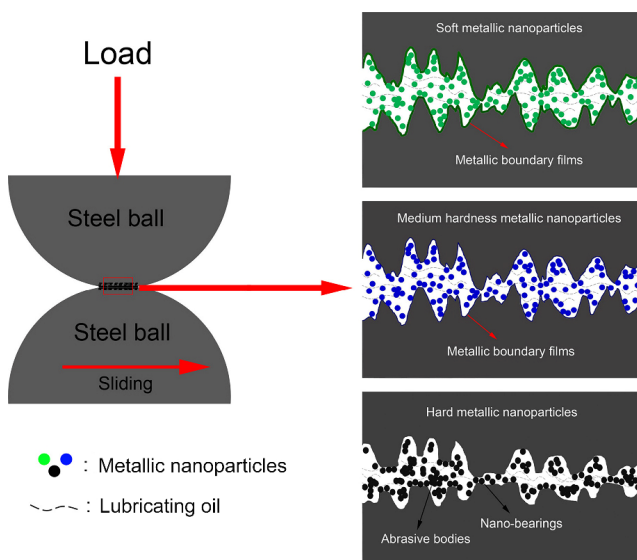 Load
Steel ball
Steel ball
Sliding
: Metallic nanoparticles
: Lubricating oil
Soft metallic nanoparticles
Metallic boundary films
Medium hardness metallic nanoparticles
Metallic boundary films
Hard metallic nanoparticles
Nano-bearings
Abrasive bodies